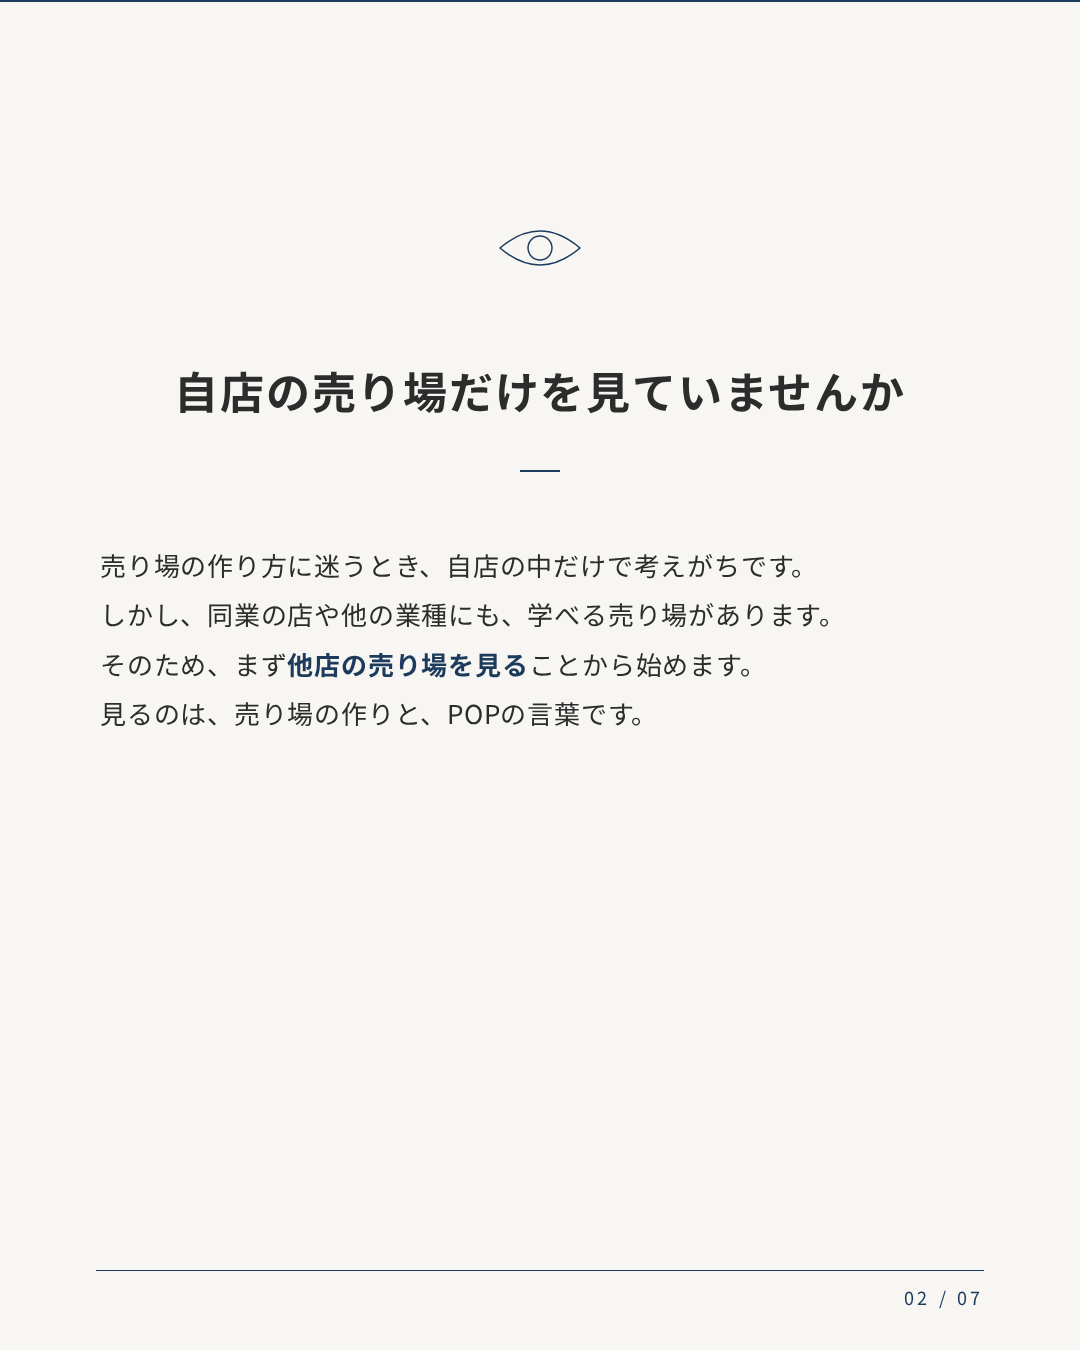 自店の売り場だけを見ていませんか
売り場の作り方に迷うとき、自店の中だけで考えがちです。
しかし、同業の店や他の業種にも、学べる売り場があります。
そのため、まず他店の売り場を見ることから始めます。
見るのは、売り場の作りと、POPの言葉です。
02 / 07